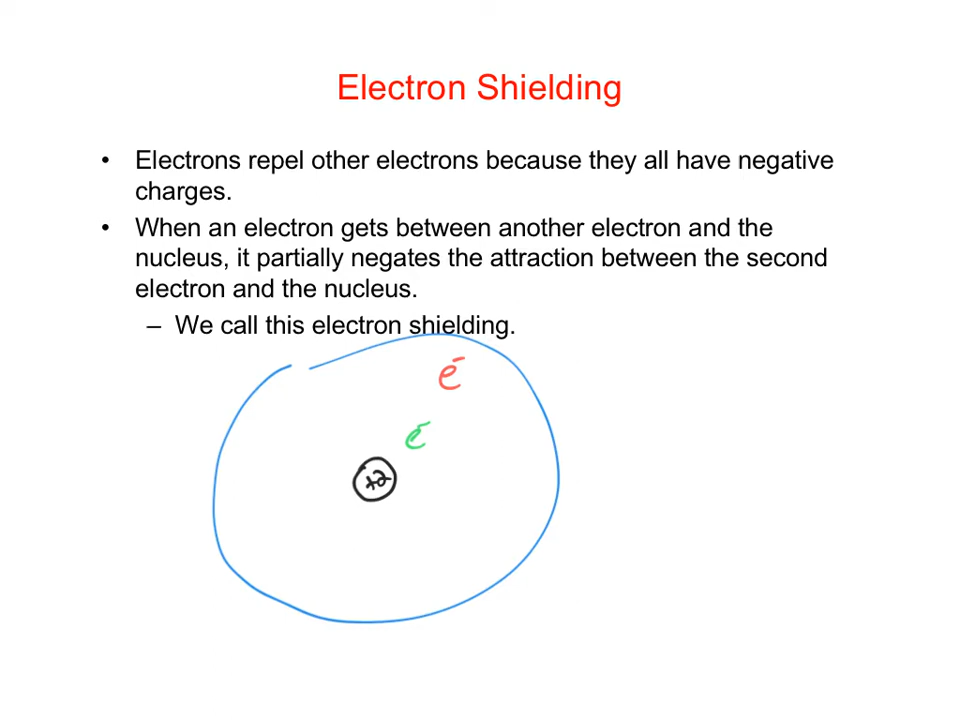 Electron Shielding
• Electrons repel other electrons because they all have negative
charges.
• When an electron gets between another electron and the
nucleus, it partially negates the attraction between the second
electron and the nucleus.
– We call this electron shielding.
e⁻
e⁻
+2